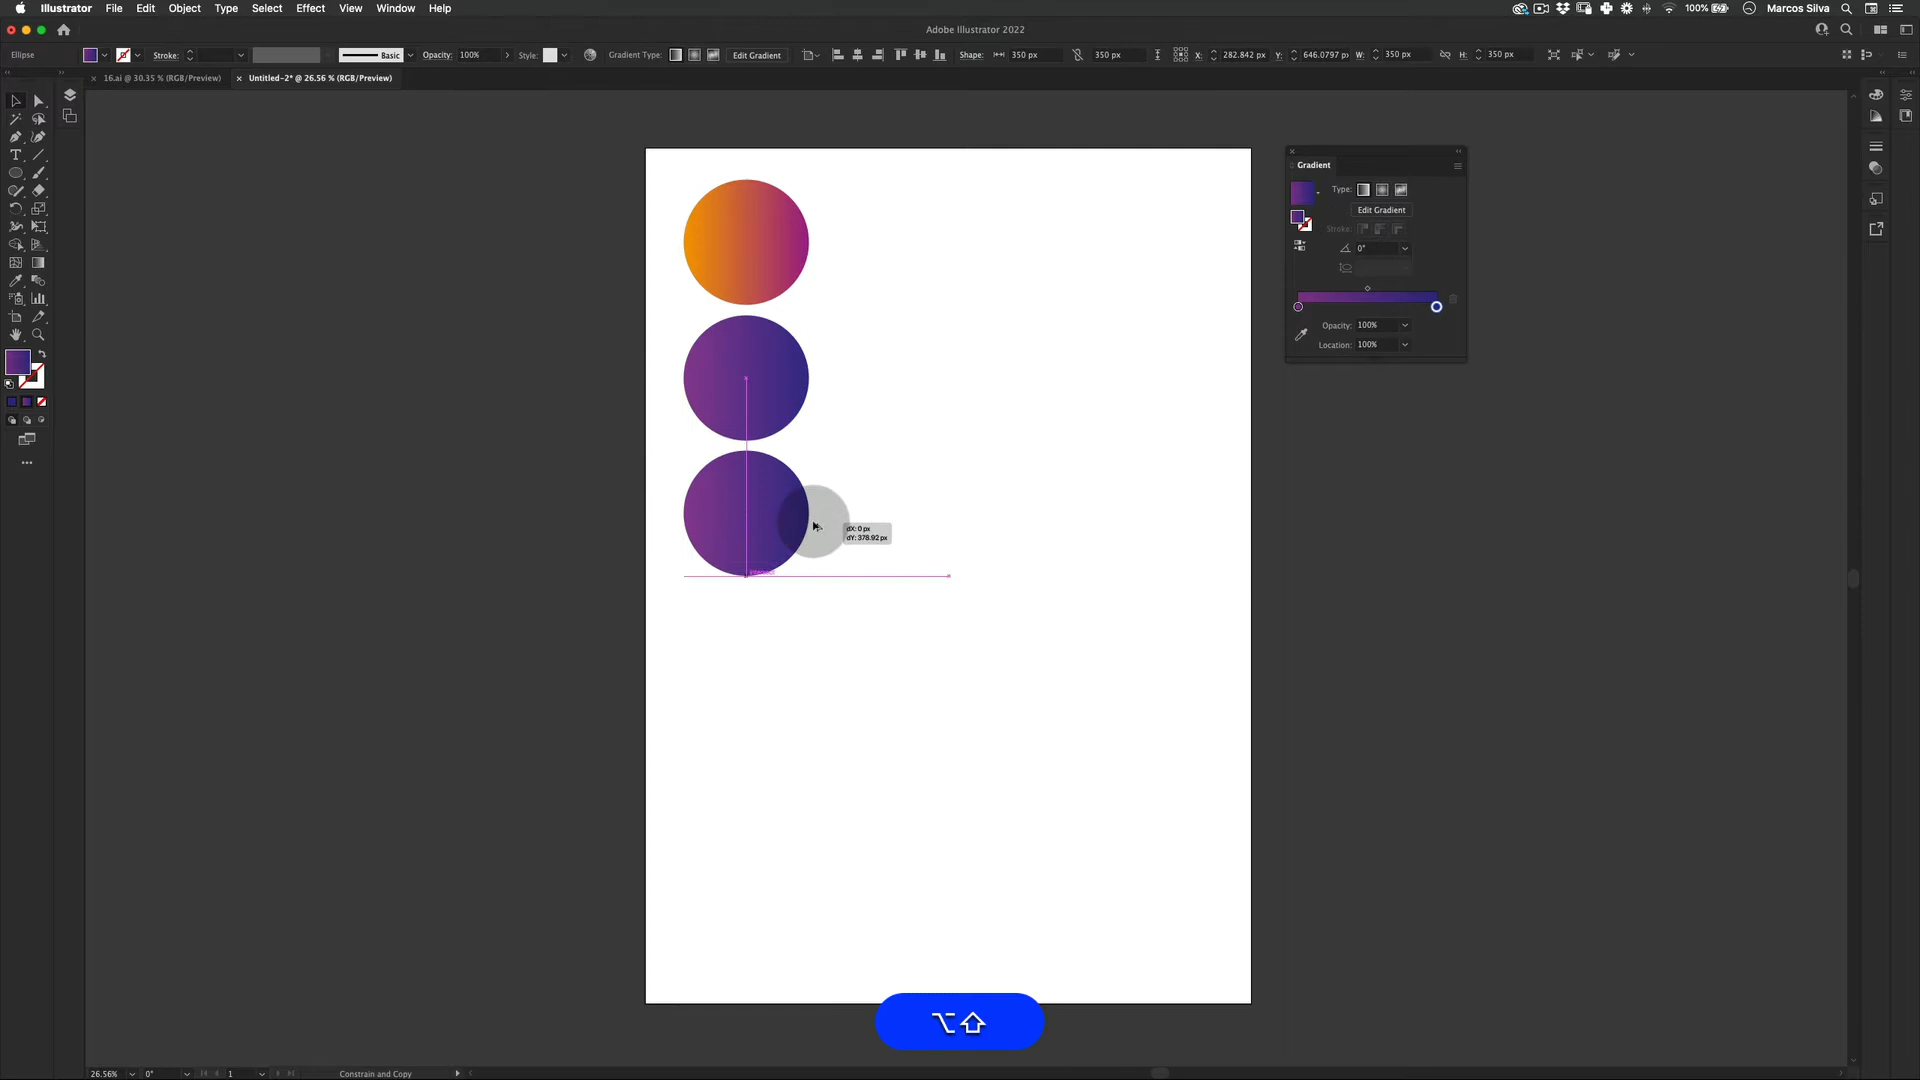 Illustrator File Edit Object Type Select Effect View Window Help 100% Marcos Silva
Adobe Illustrator 2022
Ellipse Stroke: Basic Opacity: 100% Style: Gradient Type: Edit Gradient Shape: 350 px 350 px X: 282.842 px Y: 646.0797 px W: 350 px H: 350 px
16.ai @ 30.35 % (RGB/Preview) Untitled-2* @ 26.56 % (RGB/Preview)
Gradient
Type:
Edit Gradient
Stroke:
0°
Opacity: 100%
Location: 100%
dX: 0 px
dY: 378.92 px
intersect
⌥⇧
26.56% 0° 1 Constrain and Copy